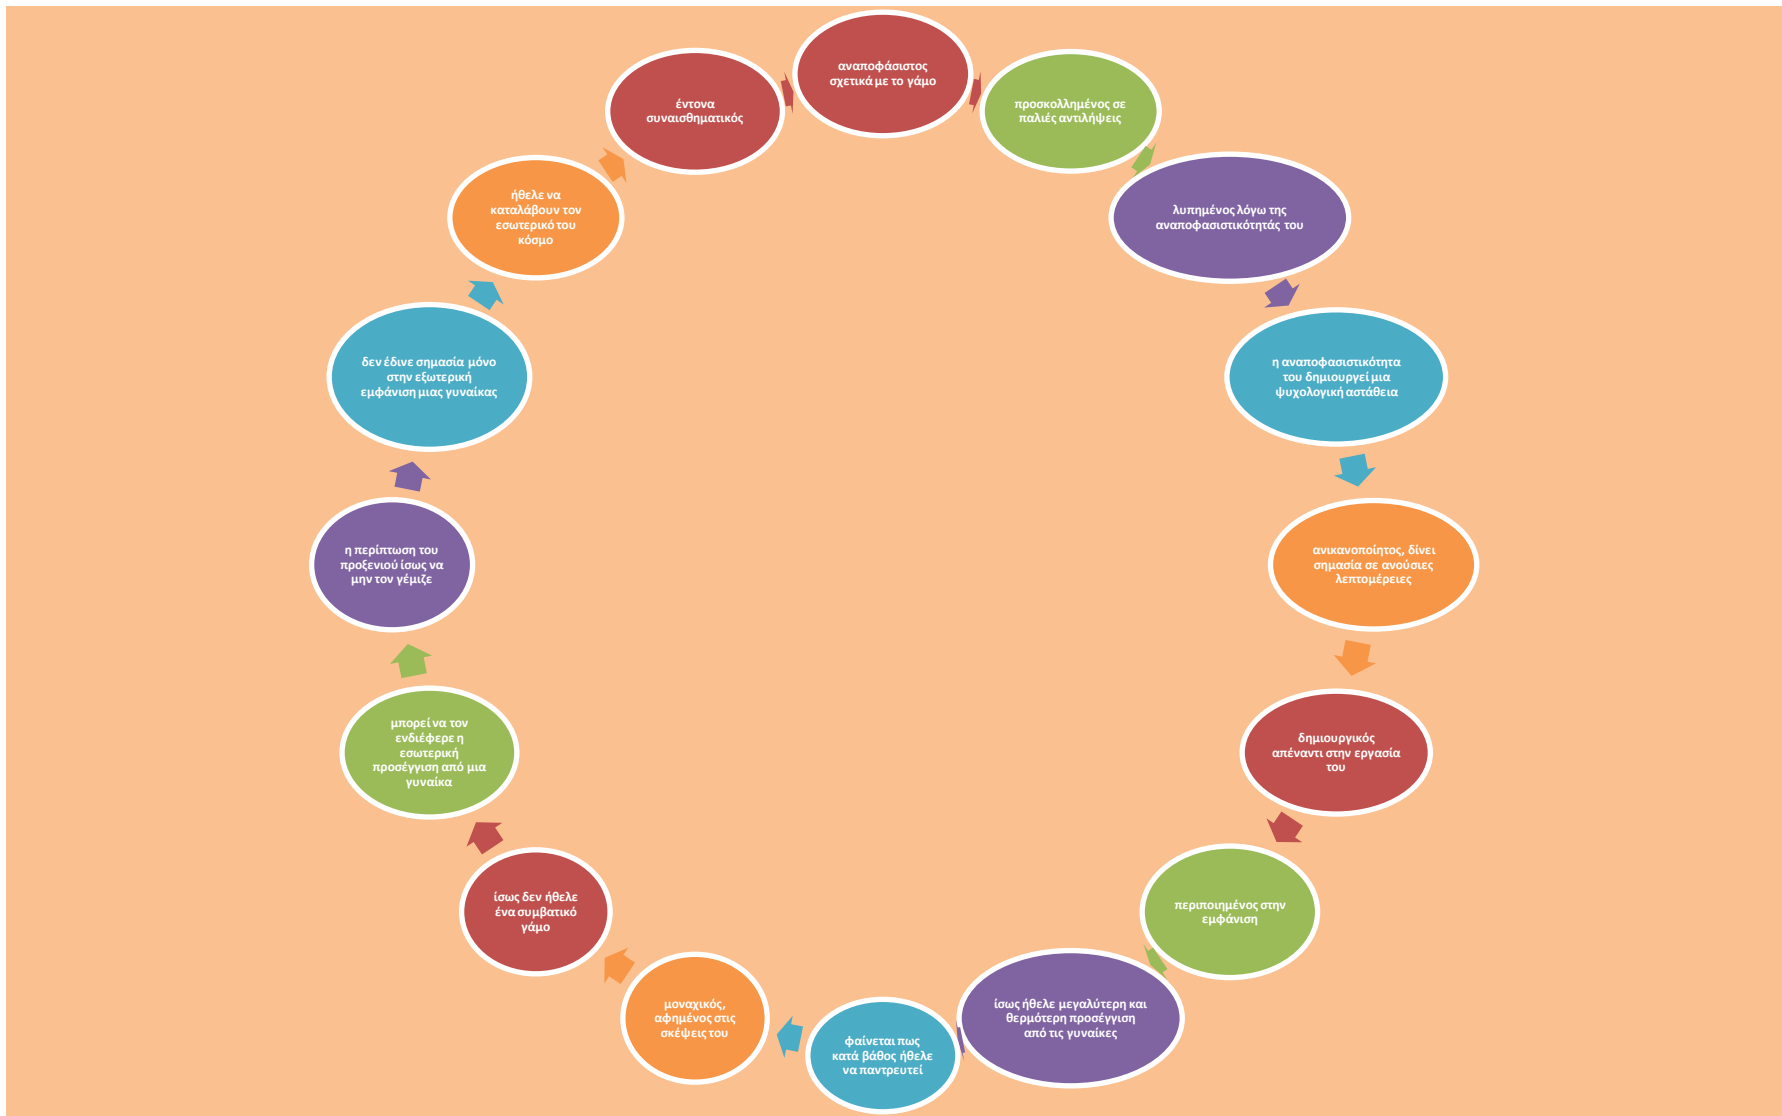 αναποφάσιστος
σχετικά με το γάμο
προσκολλημένος σε
παλιές αντιλήψεις
λυπημένος λόγω της
αναποφασιστικότητάς του
η αναποφασιστικότητα
του δημιουργεί μια
ψυχολογική αστάθεια
ανικανοποίητος, δίνει
σημασία σε ανούσιες
λεπτομέρειες
δημιουργικός
απέναντι στην εργασία
του
περιποιημένος στην
εμφάνιση
ίσως ήθελε μεγαλύτερη και
θερμότερη προσέγγιση
από τις γυναίκες
φαίνεται πως
κατά βάθος ήθελε
να παντρευτεί
μοναχικός,
αφημένος στις
σκέψεις του
ίσως δεν ήθελε
ένα συμβατικό
γάμο
μπορεί να τον
ενδιέφερε η
εσωτερική
προσέγγιση από μια
γυναίκα
η περίπτωση του
προξενιού ίσως να
μην τον γέμιζε
δεν έδινε σημασία μόνο
στην εξωτερική
εμφάνιση μιας γυναίκας
ήθελε να
καταλάβουν τον
εσωτερικό του
κόσμο
έντονα
συναισθηματικός